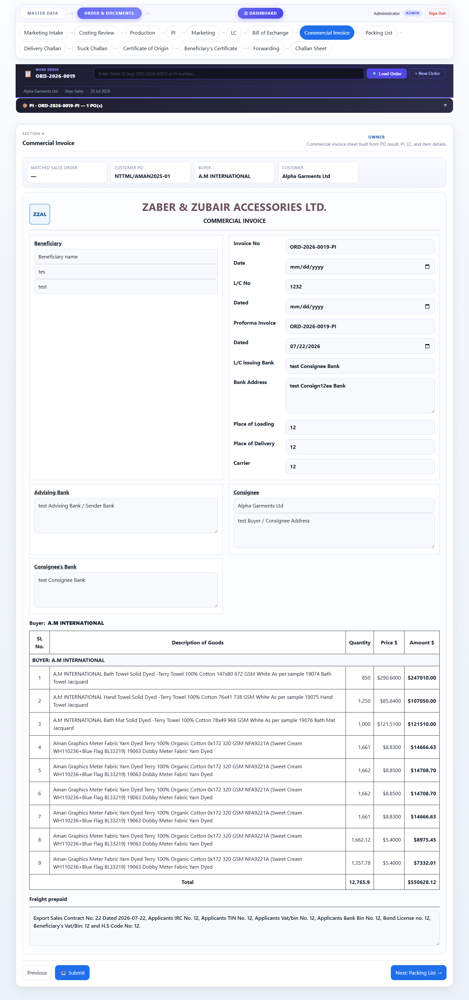 MASTER DATA → ORDER & DOCUMENTS → ☷ DASHBOARD Administrator ADMIN Sign Out
Marketing Intake → Costing Review → Production → PI → Marketing → LC → Bill of Exchange → Commercial Invoice → Packing List →
Delivery Challan → Truck Challan → Certificate of Origin → Beneficiary's Certificate → Forwarding → Challan Sheet
WORK ORDER
ORD-2026-0019
Enter Order ID (e.g. ORD-2026-0001) or PI number...
Load Order
+ New Order
Alpha Garments Ltd · Step: Sales · 22 Jul 2026
PI · ORD-2026-0019-PI — 1 PO(s) ▼
SECTION 4
Commercial Invoice
OWNER
Commercial invoice sheet built from PO result, PI, LC, and item details.
MATCHED SALES ORDER
—
CUSTOMER PO
NTTML/AMAN2025-01
BUYER
A.M INTERNATIONAL
CUSTOMER
Alpha Garments Ltd
ZZAL
ZABER & ZUBAIR ACCESSORIES LTD.
COMMERCIAL INVOICE
Beneficiary
Beneficiary name
tes
test
Invoice No ORD-2026-0019-PI
Date mm/dd/yyyy
L/C No 1232
Dated mm/dd/yyyy
Proforma Invoice ORD-2026-0019-PI
Dated 07/22/2026
L/C issuing Bank test Consignee Bank
Bank Address test Consign12ee Bank
Place of Loading 12
Place of Delivery 12
Carrier 12
Advising Bank
test Advising Bank / Sender Bank
Consignee
Alpha Garments Ltd
test Buyer / Consignee Address
Consignee's Bank
test Consignee Bank
Buyer: A.M INTERNATIONAL
SL No. Description of Goods Quantity Price $ Amount $
BUYER: A.M INTERNATIONAL
1 A.M INTERNATIONAL Bath Towel Solid Dyed -Terry Towel 100% Cotton 147x80 672 GSM White As per sample 19074 Bath Towel Jacquard 850 $290.6000 $247010.00
2 A.M INTERNATIONAL Hand Towel Solid Dyed -Terry Towel 100% Cotton 76x41 738 GSM White As per sample 19075 Hand Towel Jacquard 1,250 $85.6400 $107050.00
3 A.M INTERNATIONAL Bath Mat Solid Dyed -Terry Towel 100% Cotton 78x49 968 GSM White As per sample 19076 Bath Mat Jacquard 1,000 $121.5100 $121510.00
4 Aman Graphics Meter Fabric Yarn Dyed Terry 100% Organic Cotton 0x172 320 GSM NFA9221A (Sweet Cream WH110236+Blue Flag BL33219) 19063 Dobby Meter Fabric Yarn Dyed 1,661 $8.8300 $14666.63
5 Aman Graphics Meter Fabric Yarn Dyed Terry 100% Organic Cotton 0x172 320 GSM NFA9221A (Sweet Cream WH110236+Blue Flag BL33219) 19063 Dobby Meter Fabric Yarn Dyed 1,662 $8.8500 $14708.70
6 Aman Graphics Meter Fabric Yarn Dyed Terry 100% Organic Cotton 0x172 320 GSM NFA9221A (Sweet Cream WH110236+Blue Flag BL33219) 19063 Dobby Meter Fabric Yarn Dyed 1,662 $8.8500 $14708.70
7 Aman Graphics Meter Fabric Yarn Dyed Terry 100% Organic Cotton 0x172 320 GSM NFA9221A (Sweet Cream WH110236+Blue Flag BL33219) 19063 Dobby Meter Fabric Yarn Dyed 1,661 $8.8300 $14666.63
8 Aman Graphics Meter Fabric Yarn Dyed Terry 100% Organic Cotton 0x172 320 GSM NFA9221A (Sweet Cream WH110236+Blue Flag BL33219) 19063 Dobby Meter Fabric Yarn Dyed 1,662.12 $5.4000 $8975.45
9 Aman Graphics Meter Fabric Yarn Dyed Terry 100% Organic Cotton 0x172 320 GSM NFA9221A (Sweet Cream WH110236+Blue Flag BL33219) 19063 Dobby Meter Fabric Yarn Dyed 1,357.78 $5.4000 $7332.01
Total 12,765.9 $550628.12
Freight prepaid
Export Sales Contract No. 22 Dated 2026-07-22, Applicants IRC No. 12, Applicants TIN No. 12, Applicants Vat/bin No. 12, Applicants Bank Bin No. 12, Bond License no. 12,
Beneficiary's Vat/Bin: 12 and H.S Code No: 12.
Previous
Submit
Next: Packing List →